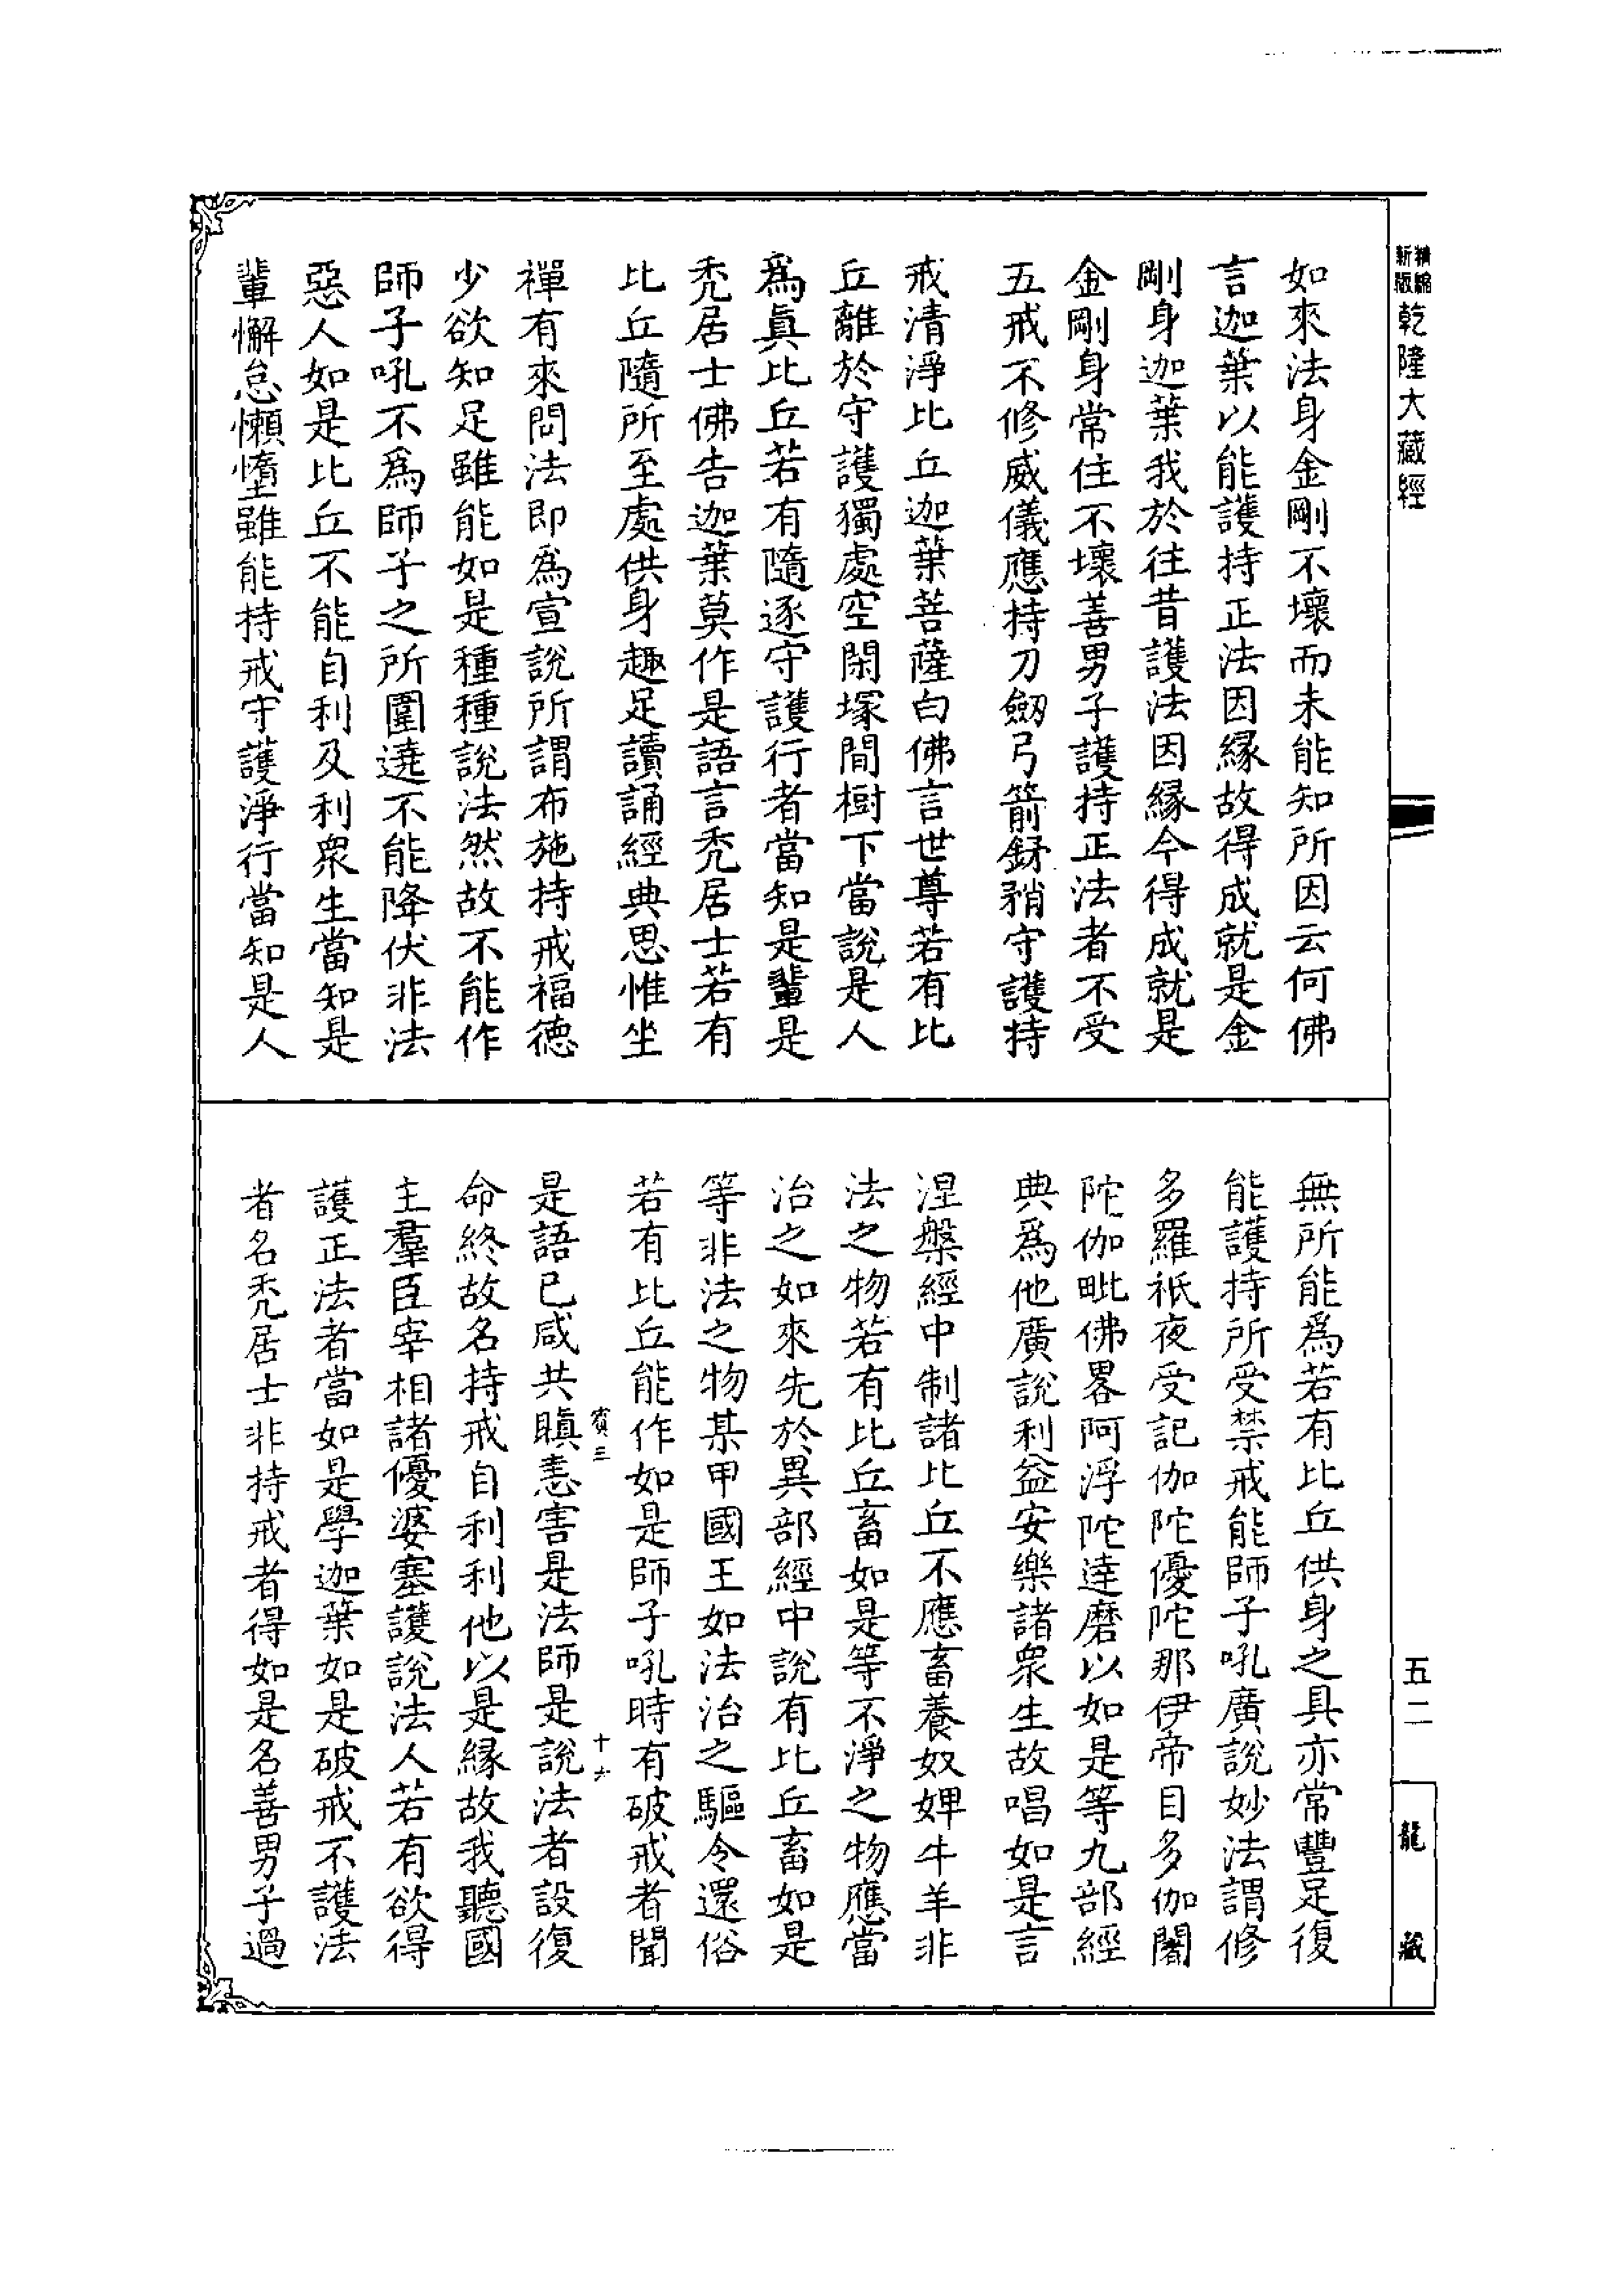 新編
新版
乾隆大藏經
如來法身金剛不壞而未能知所因云何佛
言迦葉以能護持正法因緣故得成就是金
剛身迦葉我於往昔護法因緣今得成就是
金剛身常住不壞善男子護持正法者不受
五戒不修威儀應持刀劒弓箭鉾矟守護持
戒清淨比丘迦葉菩薩白佛言世尊若有比
丘離於守護獨處空閑塚間樹下當說是人
爲眞比丘若有隨逐守護行者當知是輩是
禿居士佛告迦葉莫作是語言禿居士若有
比丘隨所至處供身趣足讀誦經典思惟坐
禪有來問法即爲宣說所謂布施持戒福德
少欲知足雖能如是種種說法然故不能作
師子吼不爲師子之所圍遶不能降伏非法
惡人如是比丘不能自利及利衆生當知是
輩懈怠懶墮雖能持戒守護淨行當知是人
無所能爲若有比丘供身之具亦常豐足復
能護持所受禁戒能師子吼廣說妙法謂修
多羅祇夜受記伽陀優陀那伊帝目多伽闍
陀伽毗佛畧阿浮陀達磨以如是等九部經
典爲他廣說利益安樂諸衆生故唱如是言
涅槃經中制諸比丘不應畜養奴婢牛羊非
法之物若有比丘畜如是等不淨之物應當
治之如來先於異部經中說有比丘畜如是
等非法之物某甲國王如法治之驅令還俗
若有比丘能作如是師子吼時有破戒者聞
賓三
十六
是語已咸共瞋恚害是法師是說法者設復
命終故名持戒自利利他以是緣故我聽國
主羣臣宰相諸優婆塞護說法人若有欲得
護正法者當如是學迦葉如是破戒不護法
者名禿居士非持戒者得如是名善男子過
五二
龍藏